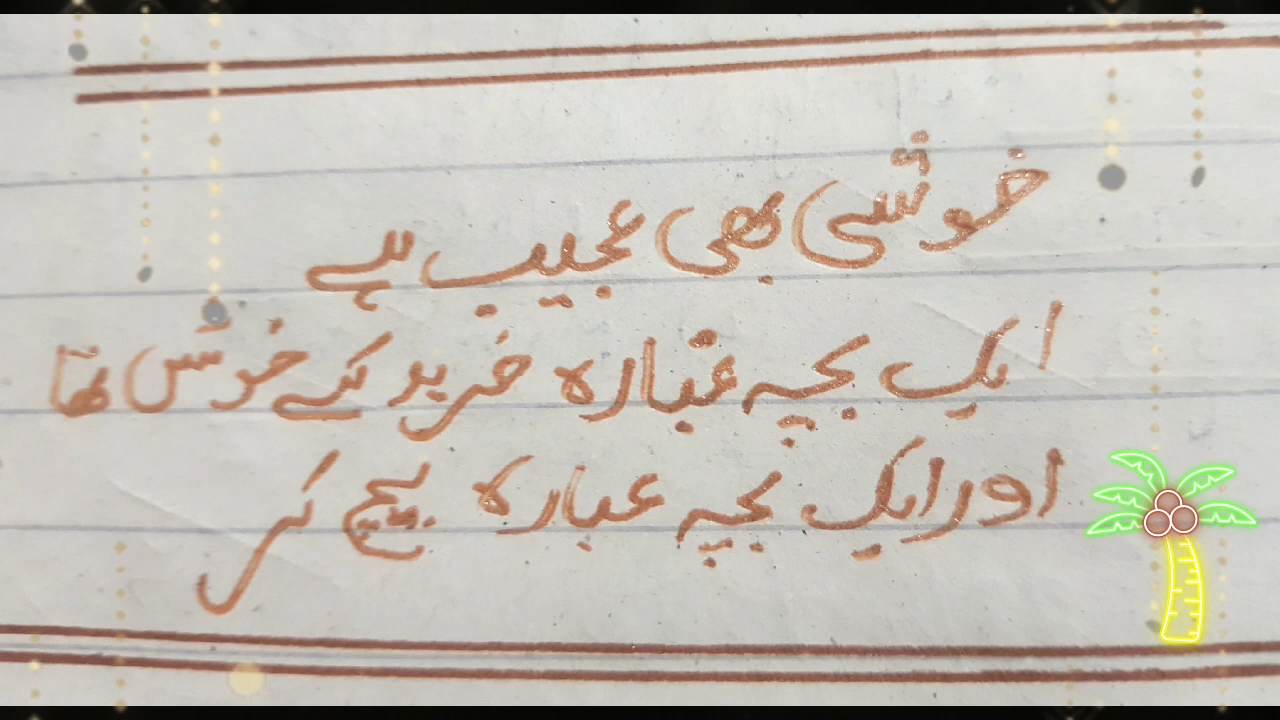 خوشی بھی عجیب ہے
ایک بچہ غبارہ خرید کے خوش تھا
اور ایک بچہ غبارہ بیچ کر